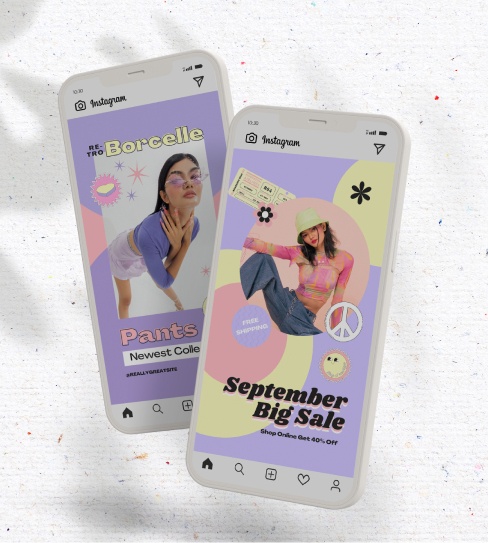 10:30
Instagram
RE-
TRO
Borcelle
Pants
Newest Colle
@REALLYGREATSITE
10:30
Instagram
FREE
SHIPPING
September
Big Sale
Shop Online Get 40% Off